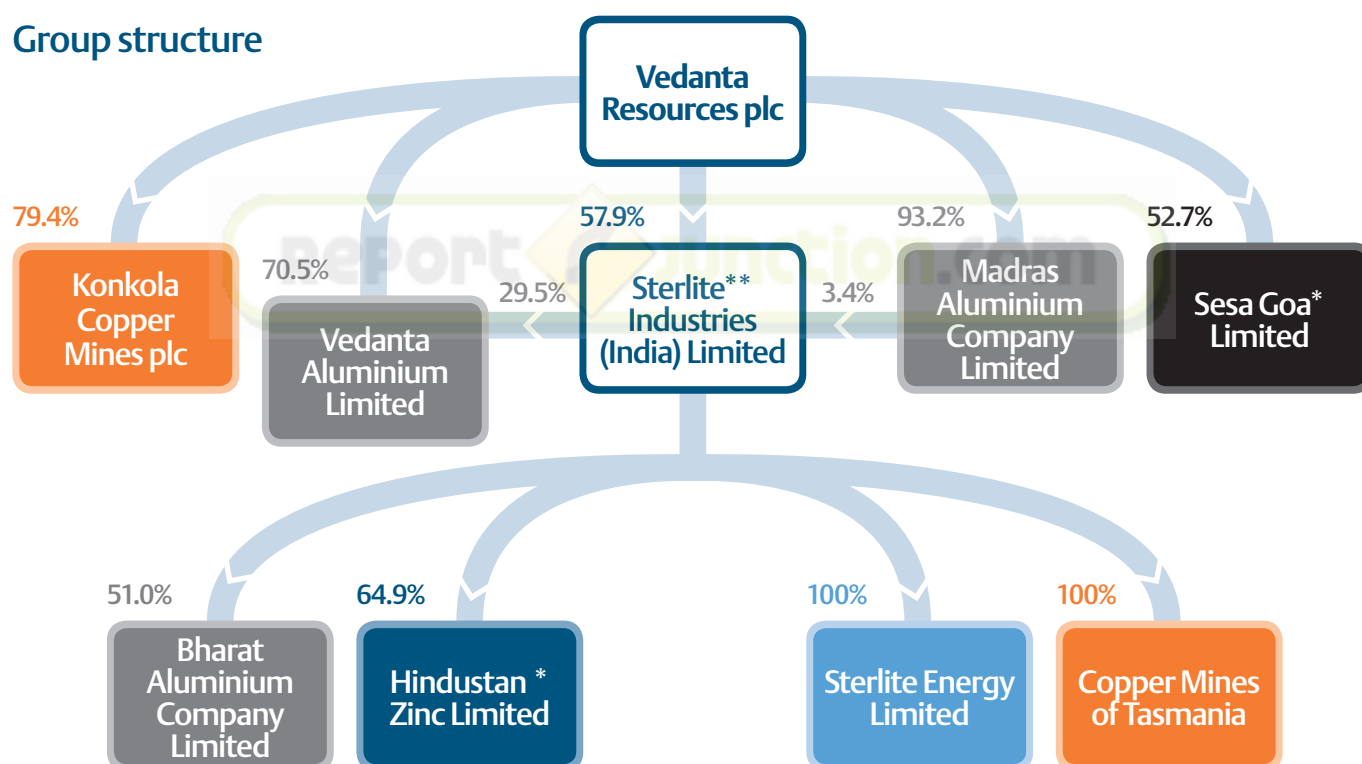 Group structure
Vedanta
Resources plc
79.4%
57.9%
93.2%
52.7%
RePort Junction.com
Konkola
Copper
Mines plc
70.5%
Vedanta
Aluminium
Limited
29.5%
Sterlite**
Industries
(India) Limited
3.4%
Madras
Aluminium
Company
Limited
Sesa Goa*
Limited
51.0%
64.9%
100%
100%
Bharat
Aluminium
Company
Limited
Hindustan *
Zinc Limited
Sterlite Energy
Limited
Copper Mines
of Tasmania